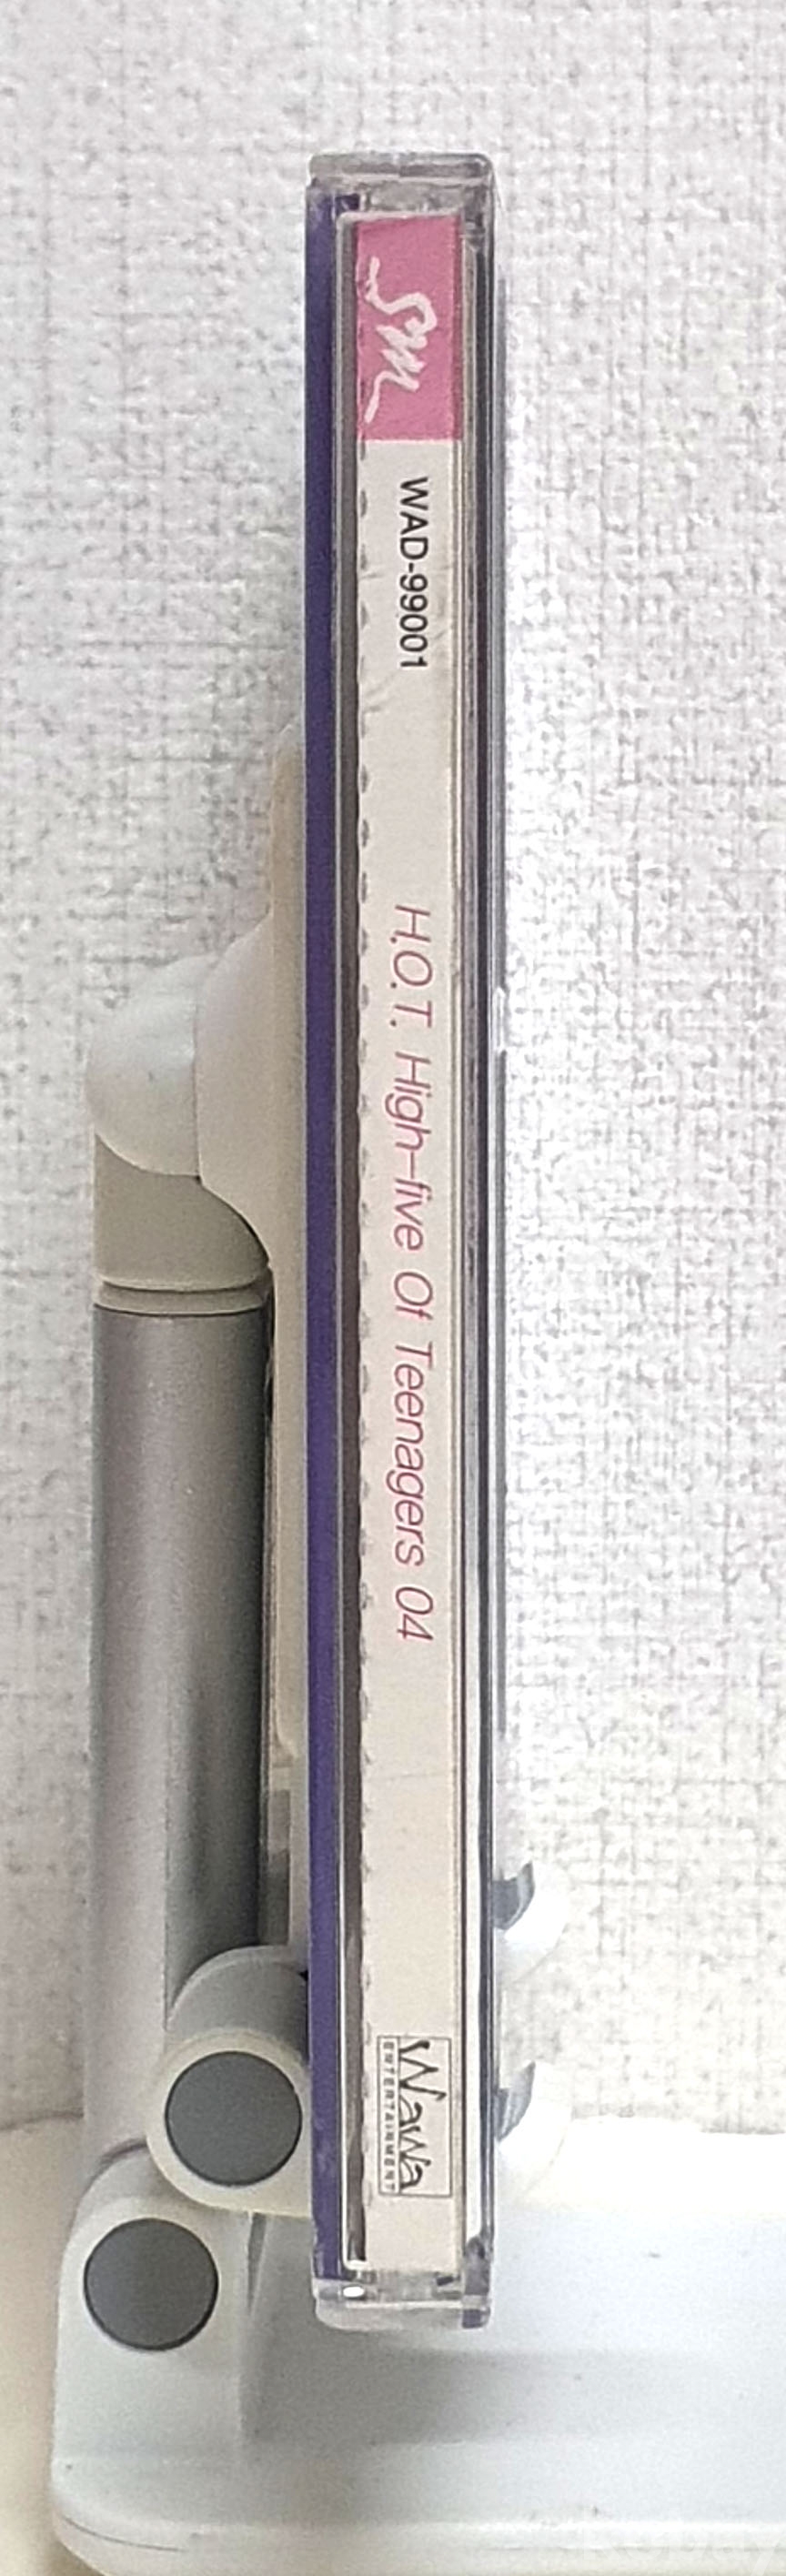 SM
WAD-99001
H.O.T. High-five Of Teenagers 04
WaWa
ENTERTAINMENT